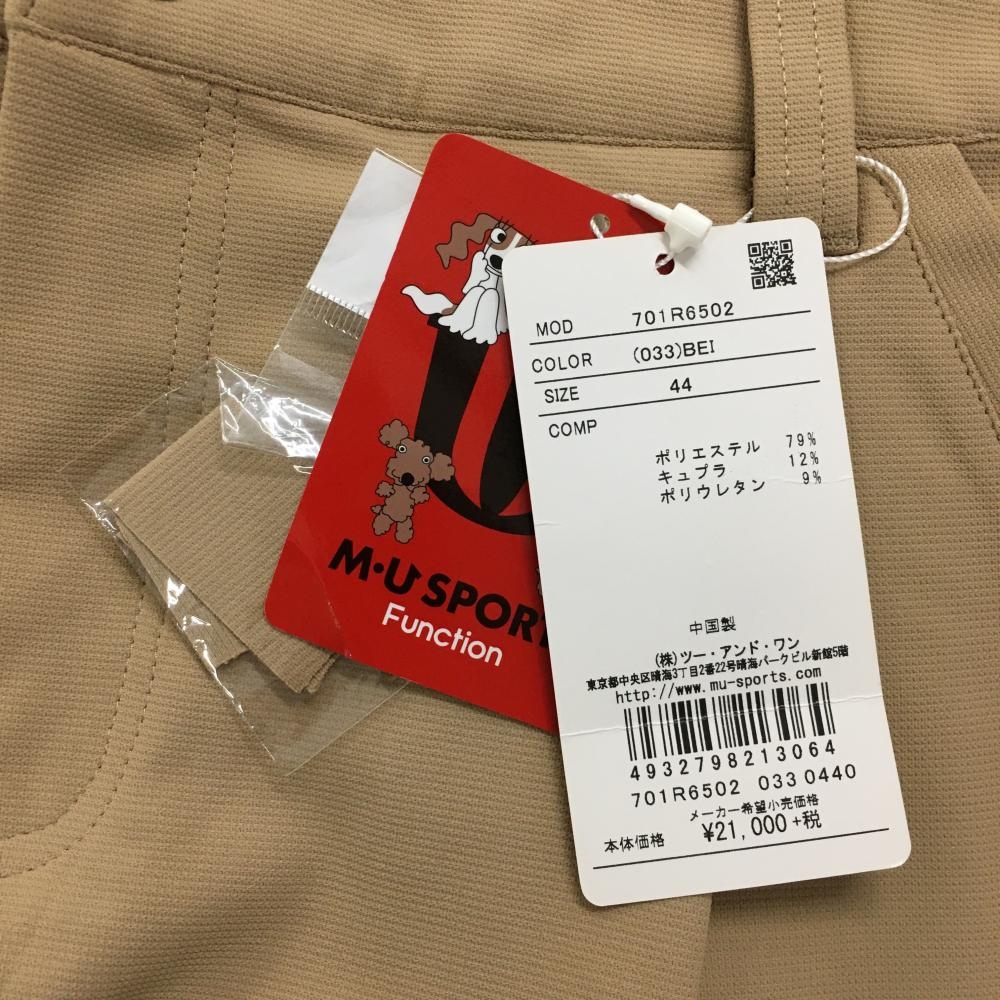 M·U SPORT
Function
MOD 701R6502
COLOR (033)BEI
SIZE 44
COMP
ポリエステル 79%
キュプラ 12%
ポリウレタン 9%
中国製
(株)ツー・アンド・ワン
東京都中央区晴海3丁目2番22号晴海パークビル新館5階
http://www.mu-sports.com
4932798213064
701R6502 033 0440
メーカー希望小売価格
本体価格 ¥21,000+税